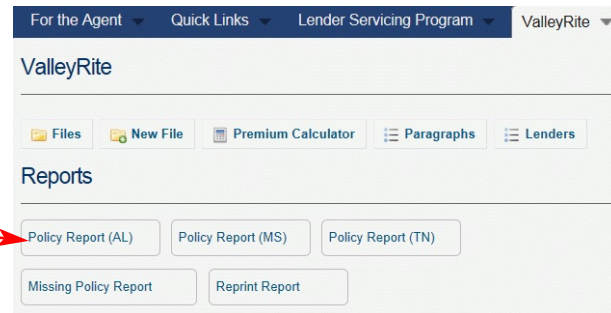 For the Agent Quick Links Lender Servicing Program ValleyRite
ValleyRite
Files New File Premium Calculator Paragraphs Lenders
Reports
Policy Report (AL) Policy Report (MS) Policy Report (TN)
Missing Policy Report Reprint Report